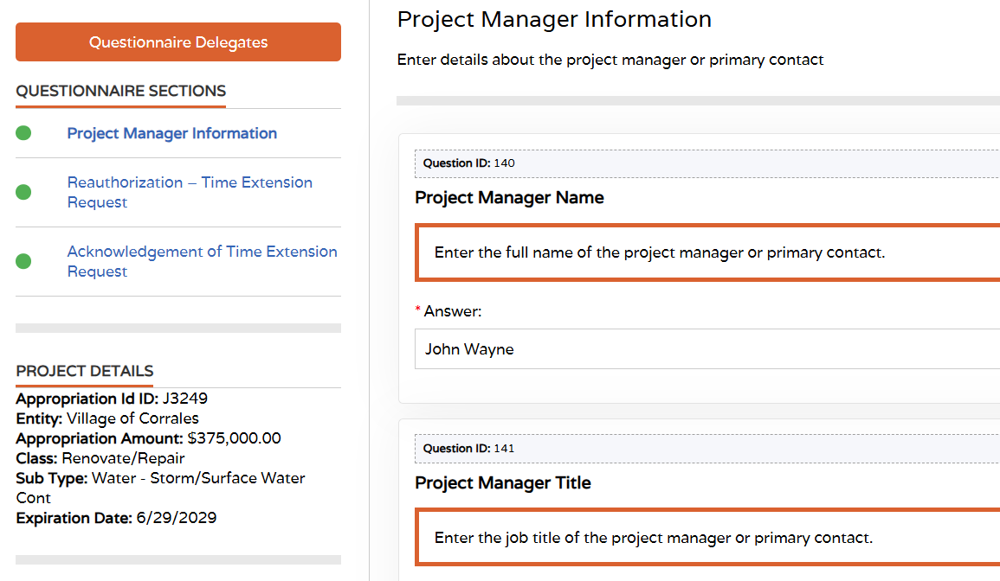 Questionnaire Delegates
QUESTIONNAIRE SECTIONS
Project Manager Information
Reauthorization – Time Extension
Request
Acknowledgement of Time Extension
Request
PROJECT DETAILS
Appropriation Id ID: J3249
Entity: Village of Corrales
Appropriation Amount: $375,000.00
Class: Renovate/Repair
Sub Type: Water - Storm/Surface Water
Cont
Expiration Date: 6/29/2029
Project Manager Information
Enter details about the project manager or primary contact
Question ID: 140
Project Manager Name
Enter the full name of the project manager or primary contact.
* Answer:
John Wayne
Question ID: 141
Project Manager Title
Enter the job title of the project manager or primary contact.